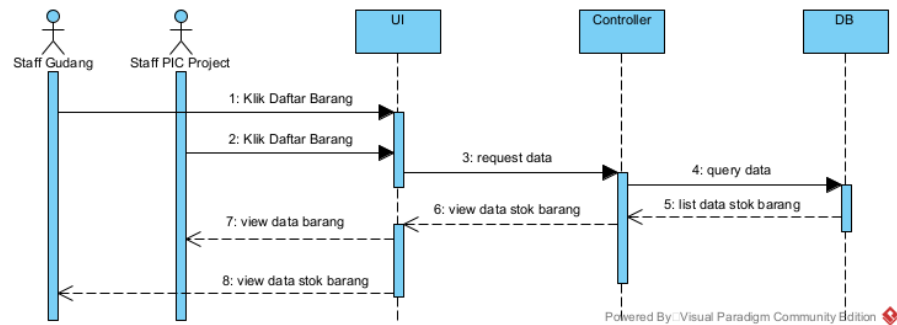 UI
Controller
DB
Staff Gudang
Staff PIC Project
1: Klik Daftar Barang
2: Klik Daftar Barang
3: request data
4: query data
5: list data stok barang
6: view data stok barang
7: view data barang
8: view data stok barang
Powered By Visual Paradigm Community Edition